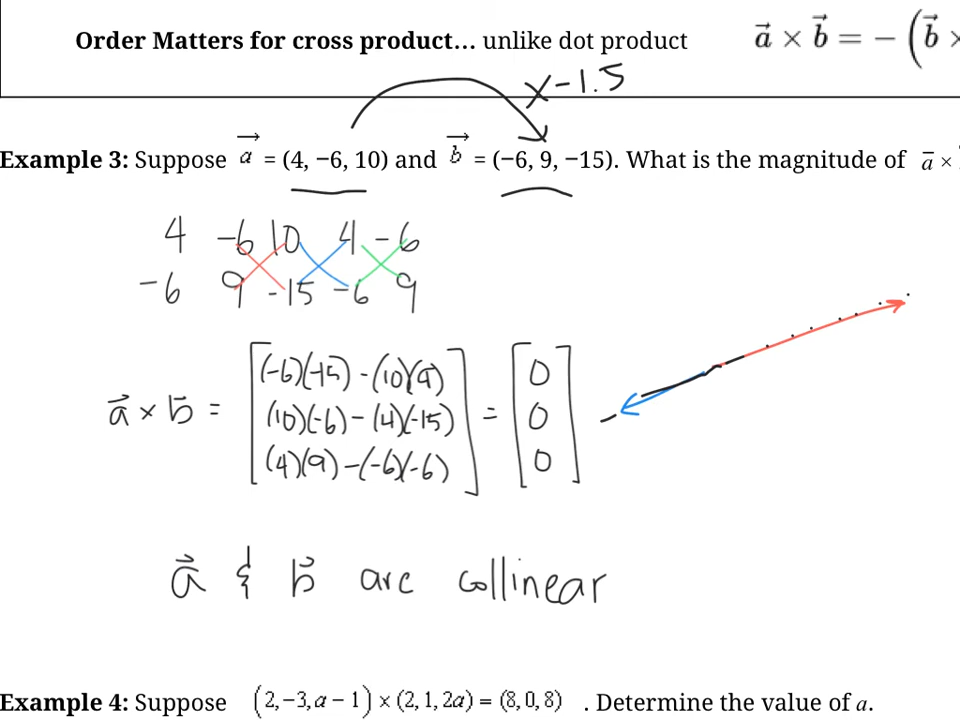 Order Matters for cross product... unlike dot product a⃗ × b⃗ = − (b⃗ ×
x −1.5
Example 3: Suppose a⃗ = (4, −6, 10) and b⃗ = (−6, 9, −15). What is the magnitude of a⃗ ×
4 -6 10 4 -6
-6 9 -15 -6 9
(-6)(-15) - (10)(9) 0
a⃗ × b⃗ = (10)(-6) - (4)(-15) = 0
(4)(9) - (-6)(-6) 0
a⃗ & b⃗ are collinear
Example 4: Suppose (2, −3, a − 1) × (2, 1, 2a) = (8, 0, 8) . Determine the value of a.